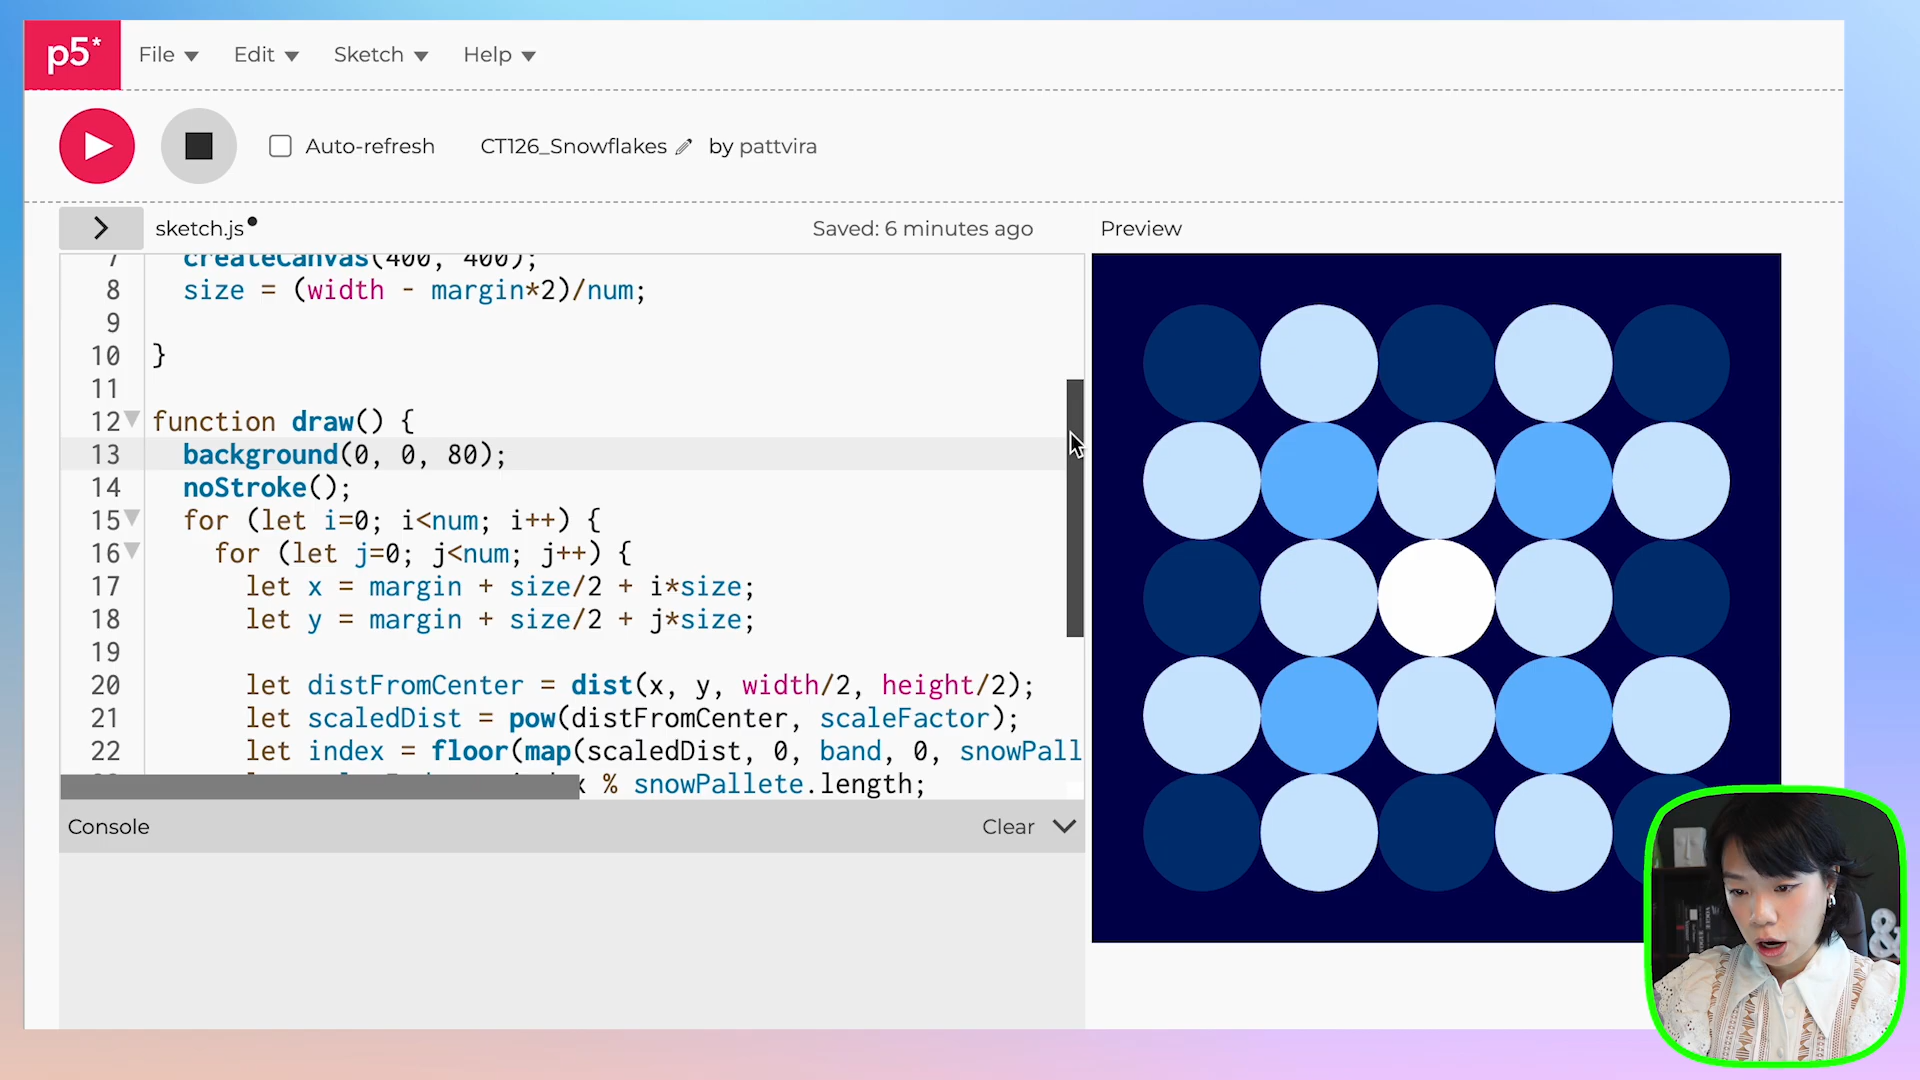 p5*
File Edit Sketch Help
Auto-refresh CT126_Snowflakes by pattvira
> sketch.js Saved: 6 minutes ago Preview
7 createCanvas(400, 400);
8 size = (width - margin*2)/num;
9
10 }
11
12 function draw() {
13 background(0, 0, 80);
14 noStroke();
15 for (let i=0; i<num; i++) {
16 for (let j=0; j<num; j++) {
17 let x = margin + size/2 + i*size;
18 let y = margin + size/2 + j*size;
19
20 let distFromCenter = dist(x, y, width/2, height/2);
21 let scaledDist = pow(distFromCenter, scaleFactor);
22 let index = floor(map(scaledDist, 0, band, 0, snowPall
% snowPallete.length;
Console Clear
&